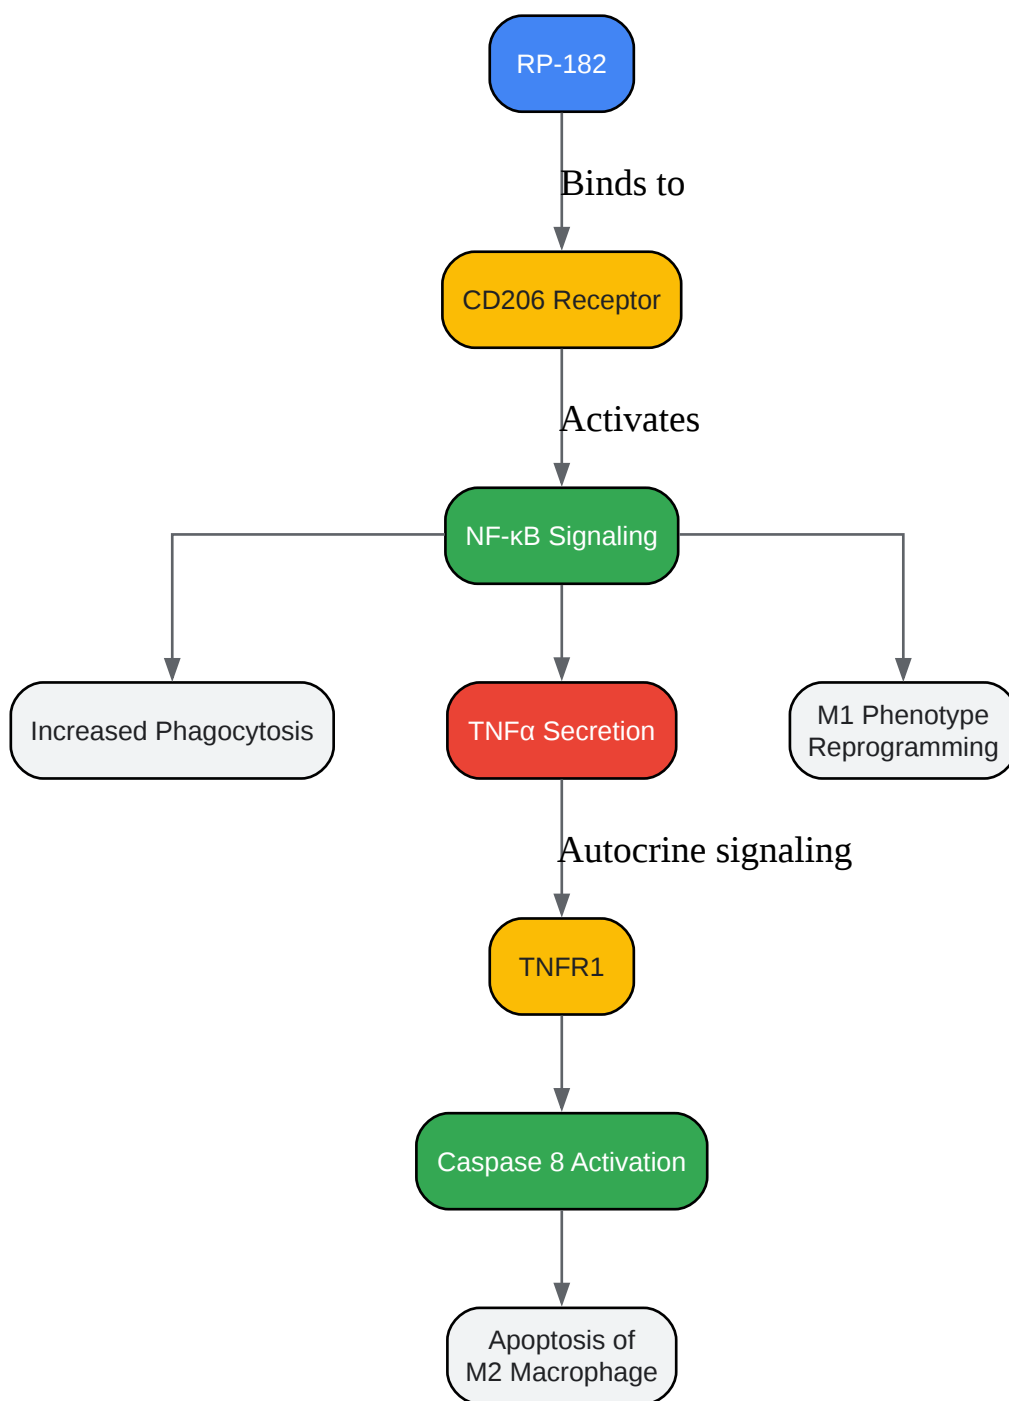 RP-182
Binds to
CD206 Receptor
Activates
NF-κB Signaling
Increased Phagocytosis
TNFα Secretion
M1 Phenotype
Reprogramming
Autocrine signaling
TNFR1
Caspase 8 Activation
Apoptosis of
M2 Macrophage